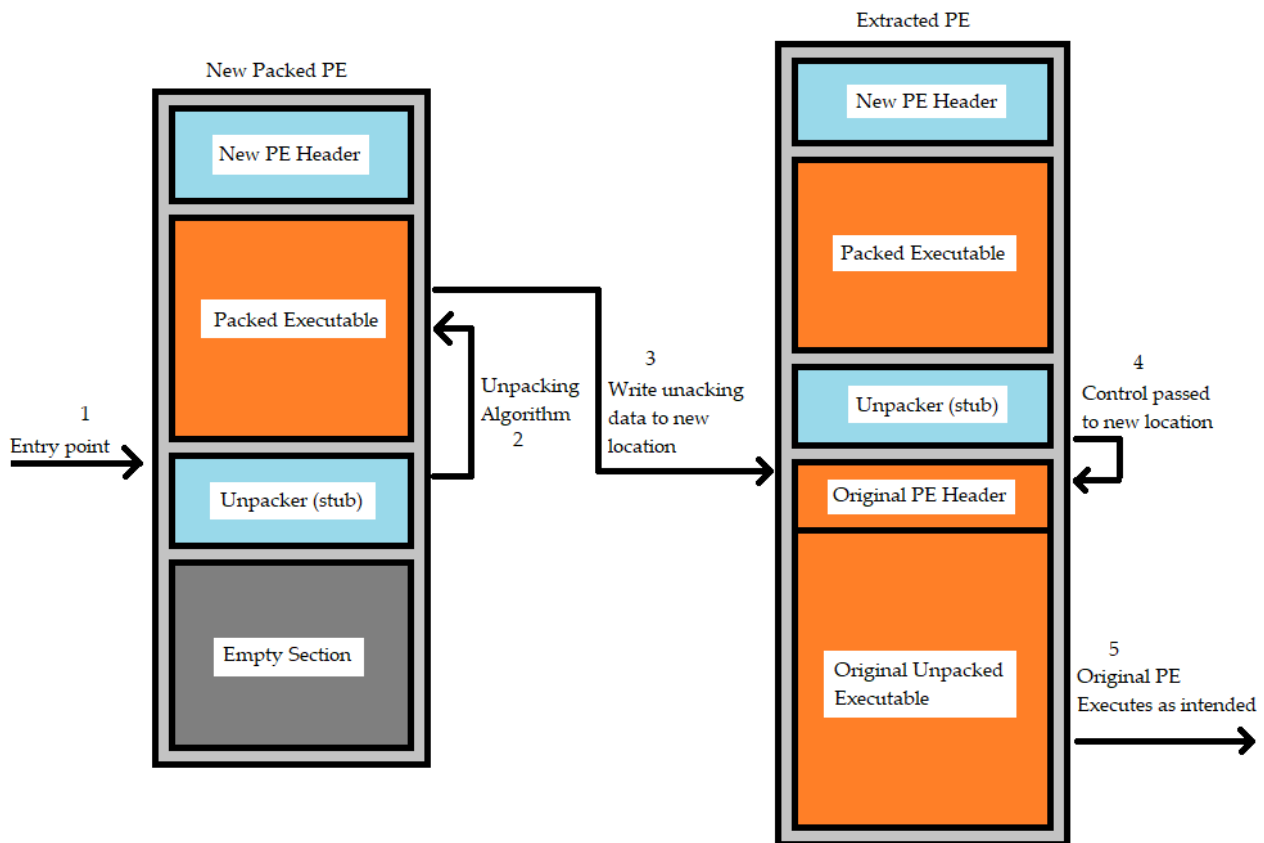 New Packed PE
New PE Header
Packed Executable
Unpacker (stub)
Empty Section
1
Entry point
Unpacking
Algorithm
2
3
Write unacking
data to new
location
Extracted PE
New PE Header
Packed Executable
Unpacker (stub)
Original PE Header
Original Unpacked
Executable
4
Control passed
to new location
5
Original PE
Executes as intended